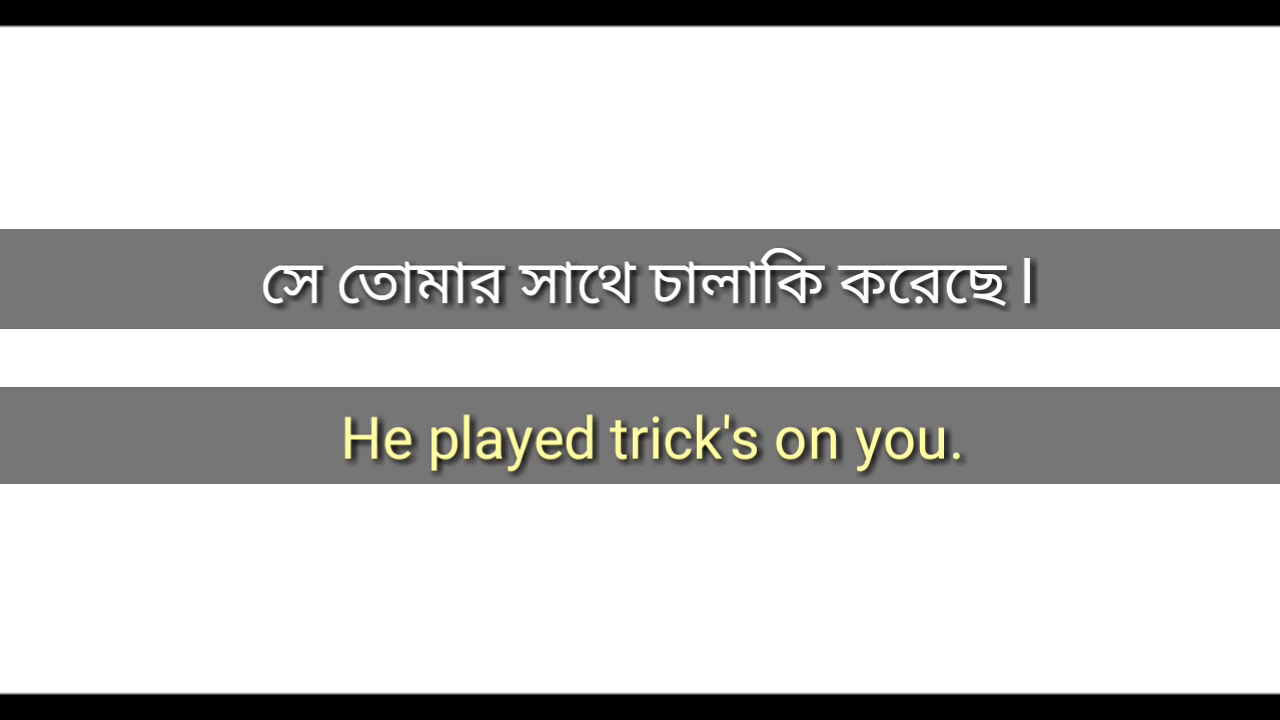 সে তোমার সাথে চালাকি করেছে।
He played trick's on you.